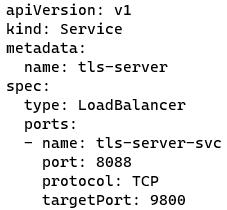 apiVersion: v1
kind: Service
metadata:
  name: tls-server
spec:
  type: LoadBalancer
  ports:
  - name: tls-server-svc
    port: 8088
    protocol: TCP
    targetPort: 9800